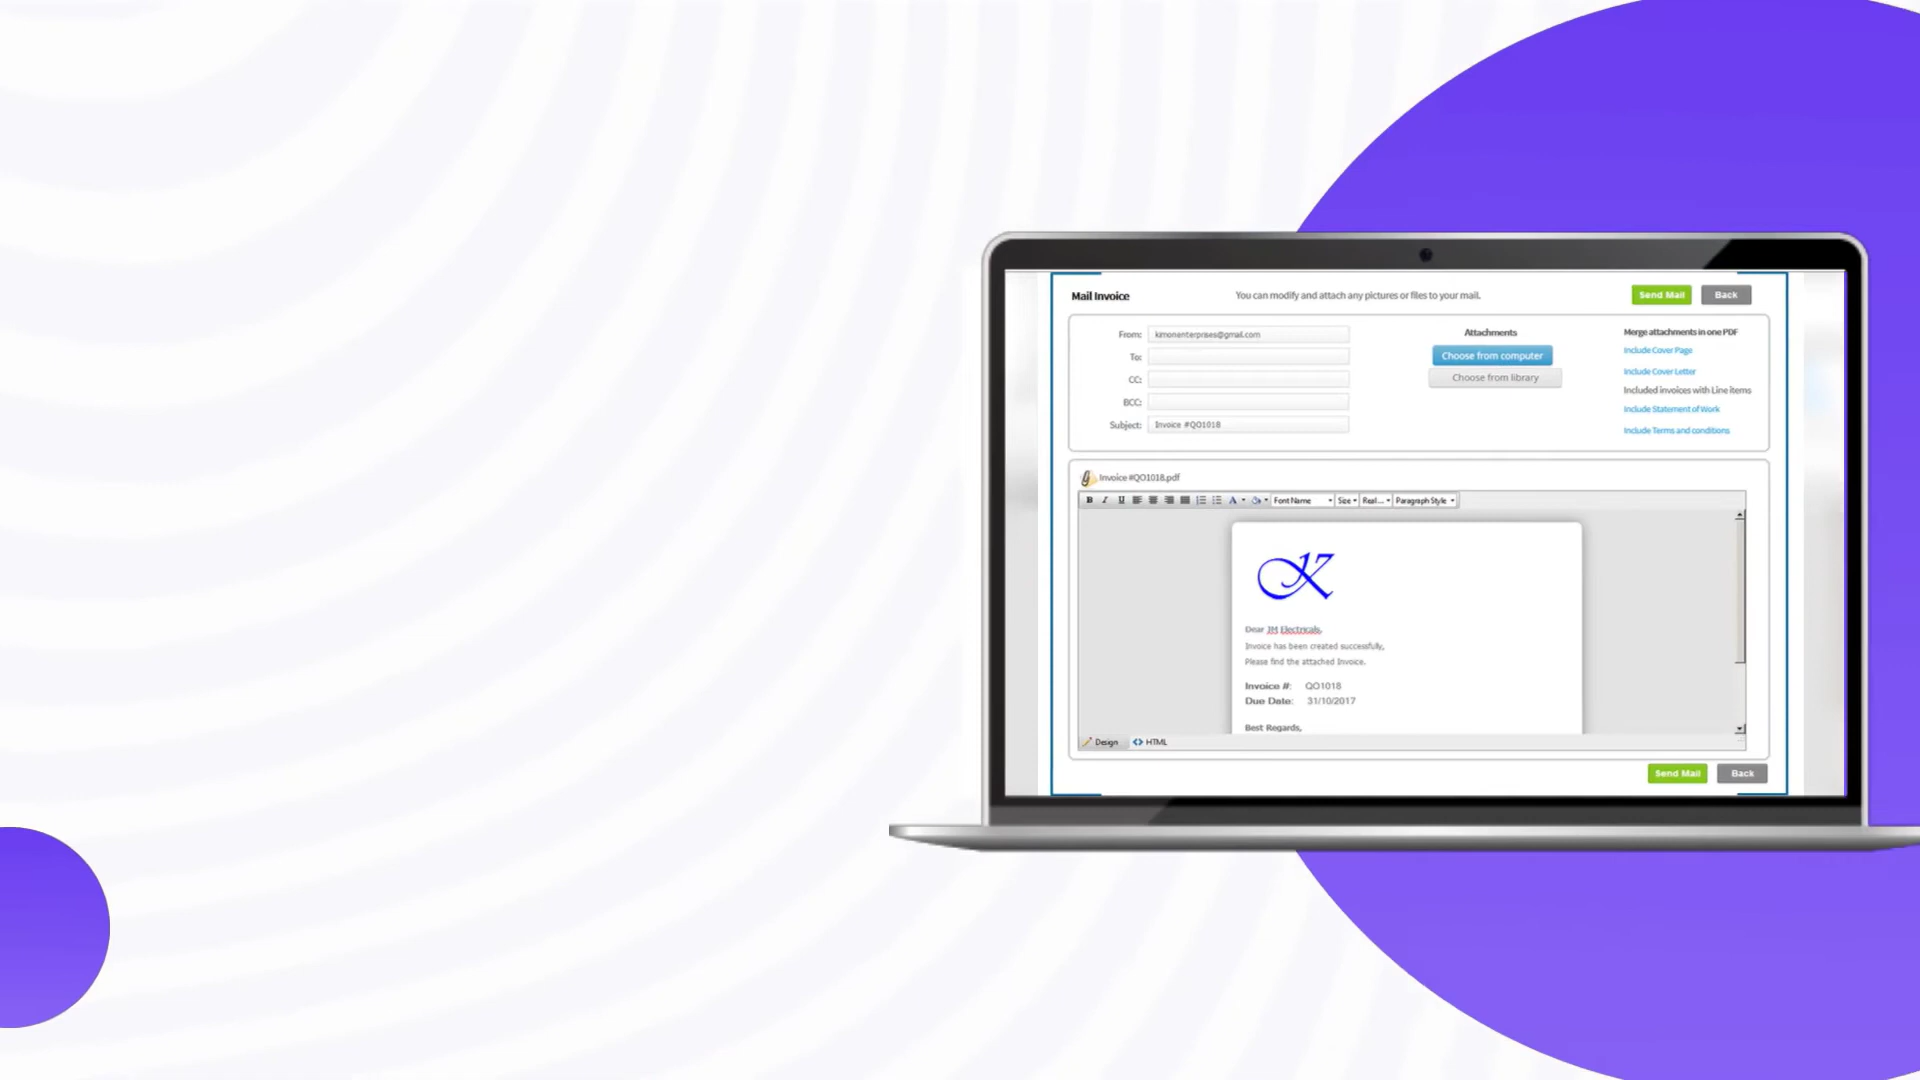 Mail Invoice
You can modify and attach any pictures or files to your mail.
Send Mail
Back
From: kimonenterprises@gmail.com
To:
CC:
BCC:
Subject: Invoice #QO1018
Attachments
Choose from computer
Choose from library
Merge attachments in one PDF
Include Cover Page
Include Cover Letter
Included invoices with Line items
Include Statement of Work
Include Terms and conditions
Invoice #QO1018.pdf
B I U A Font Name Size Real... Paragraph Style
K
Dear JM Electricals,
Invoice has been created successfully,
Please find the attached Invoice.
Invoice #: QO1018
Due Date: 31/10/2017
Best Regards,
Design
HTML
Send Mail
Back